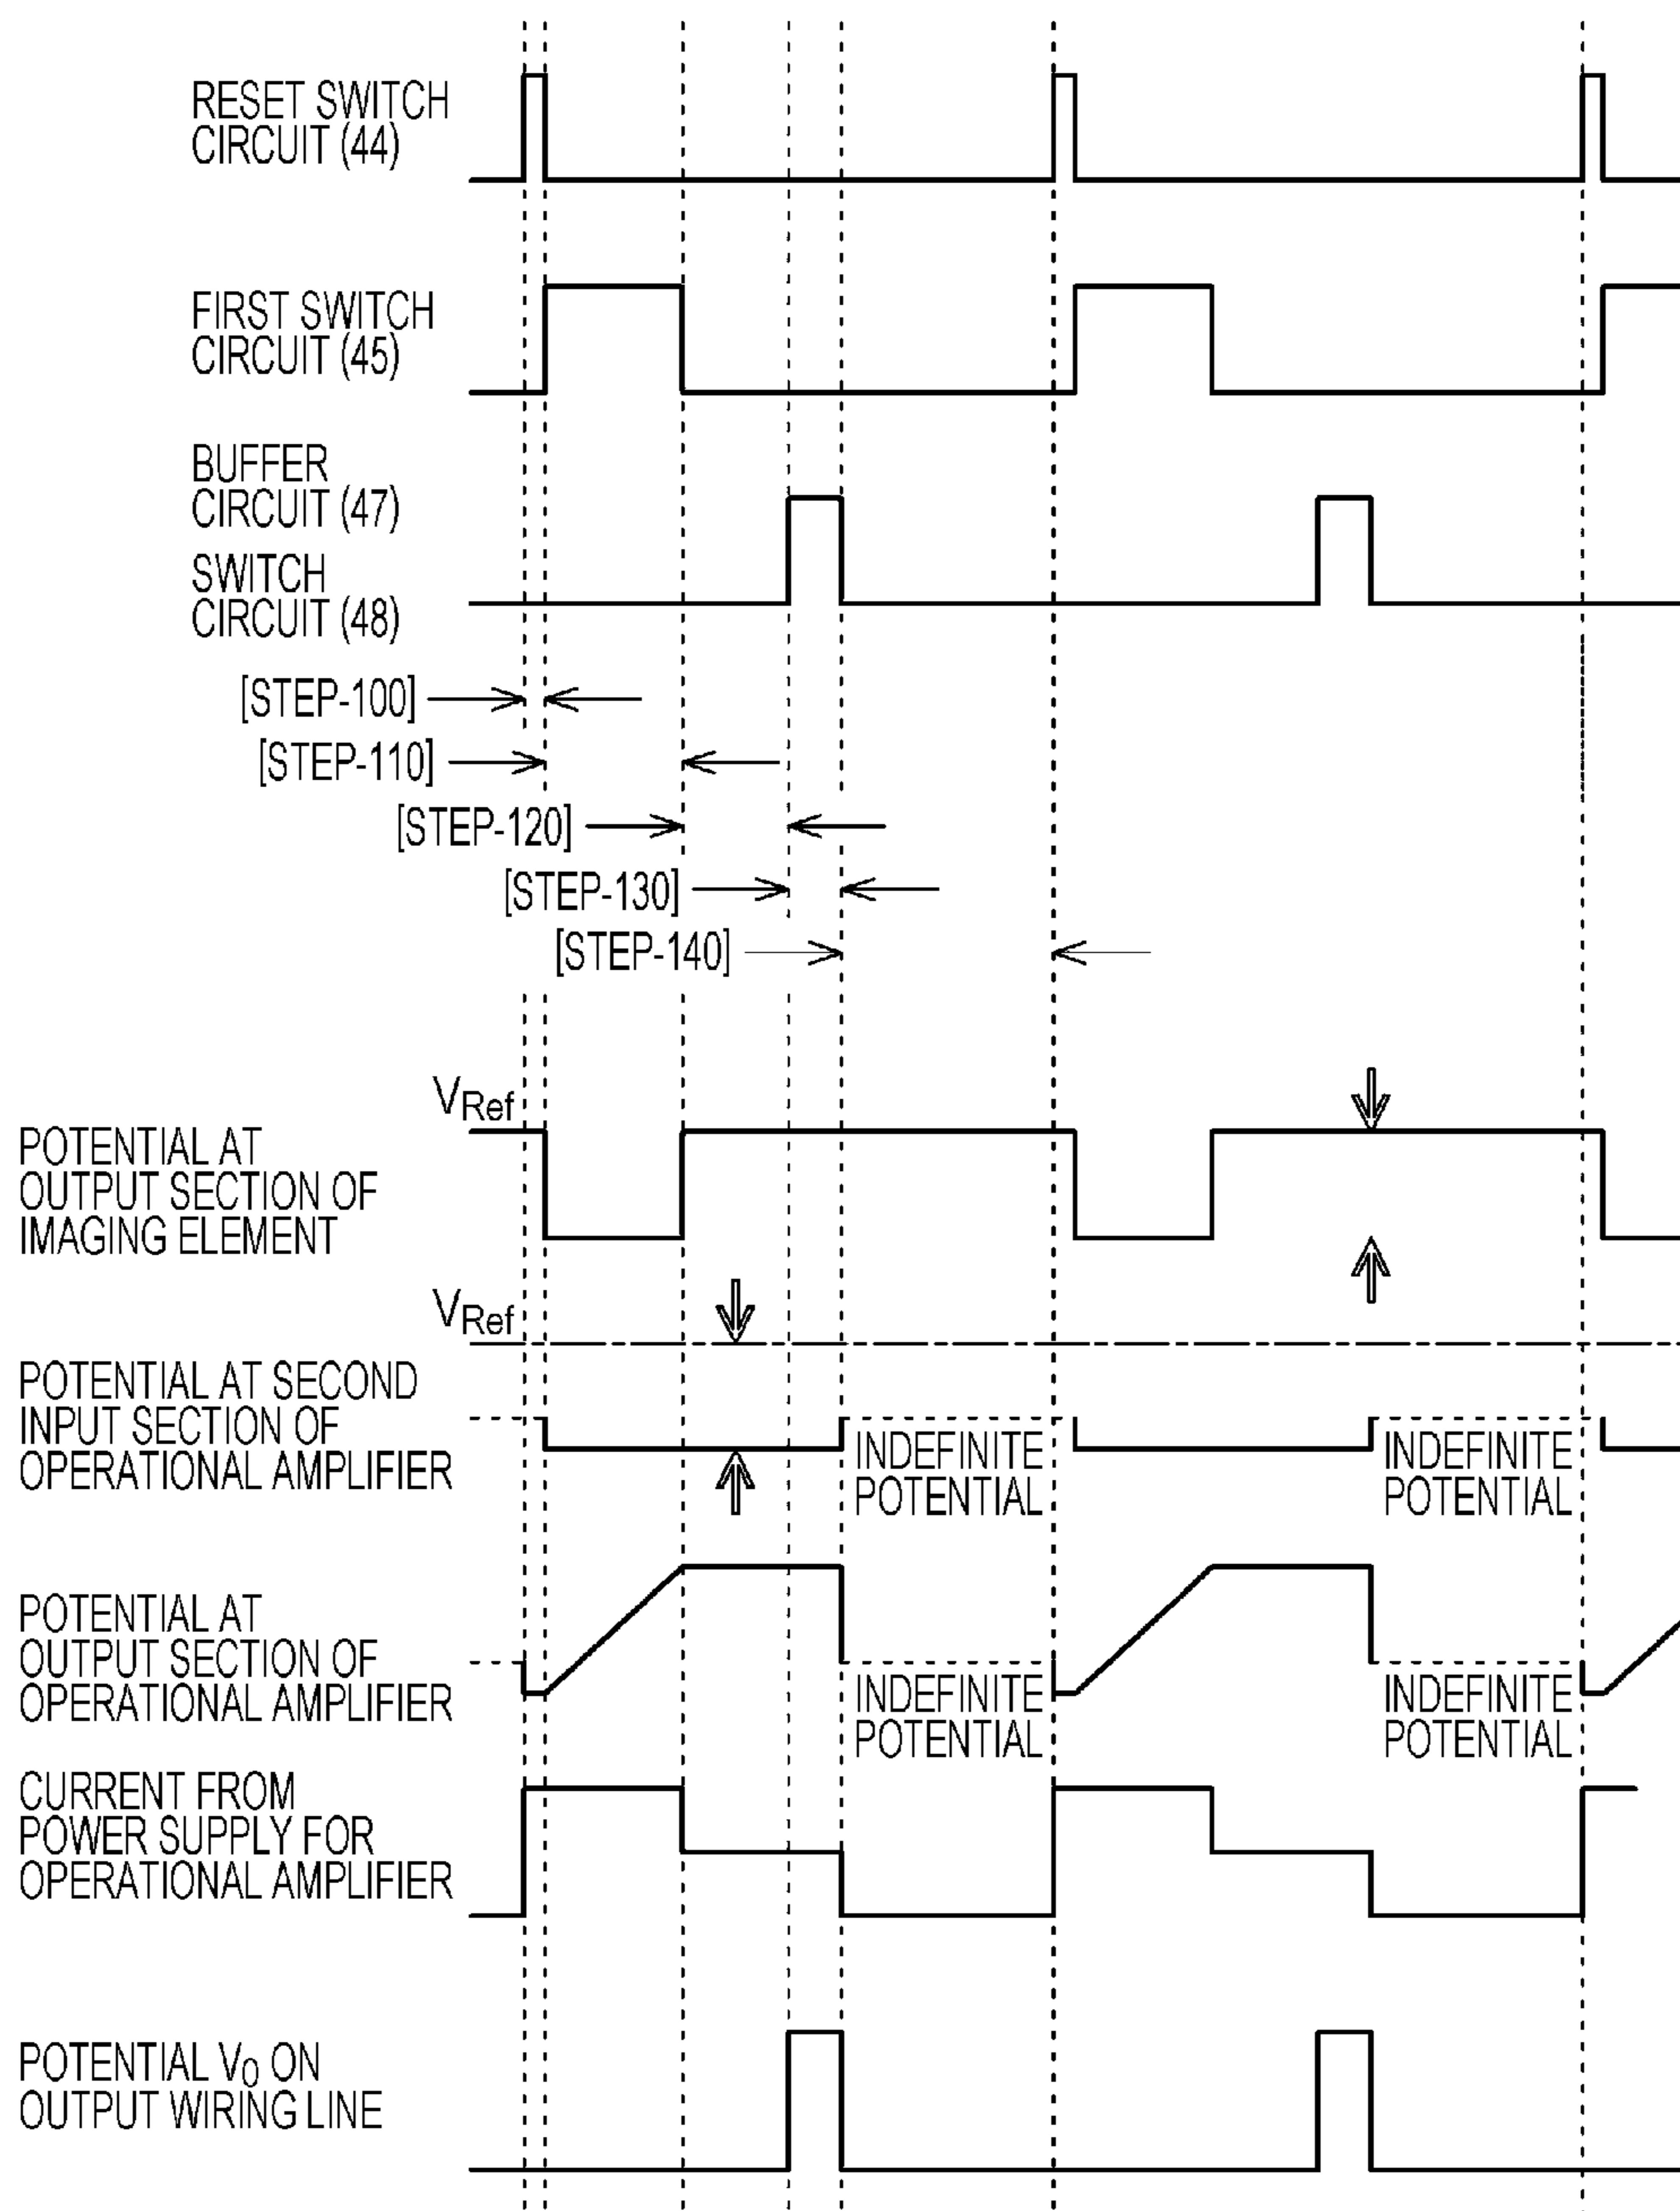 RESET SWITCH
CIRCUIT (44)
FIRST SWITCH
CIRCUIT (45)
BUFFER
CIRCUIT (47)
SWITCH
CIRCUIT (48)
[STEP-100]
[STEP-110]
[STEP-120]
[STEP-130]
[STEP-140]
VRef
POTENTIAL AT
OUTPUT SECTION OF
IMAGING ELEMENT
VRef
POTENTIAL AT SECOND
INPUT SECTION OF
OPERATIONAL AMPLIFIER
INDEFINITE
POTENTIAL
INDEFINITE
POTENTIAL
POTENTIAL AT
OUTPUT SECTION OF
OPERATIONAL AMPLIFIER
INDEFINITE
POTENTIAL
INDEFINITE
POTENTIAL
CURRENT FROM
POWER SUPPLY FOR
OPERATIONAL AMPLIFIER
POTENTIAL V0 ON
OUTPUT WIRING LINE